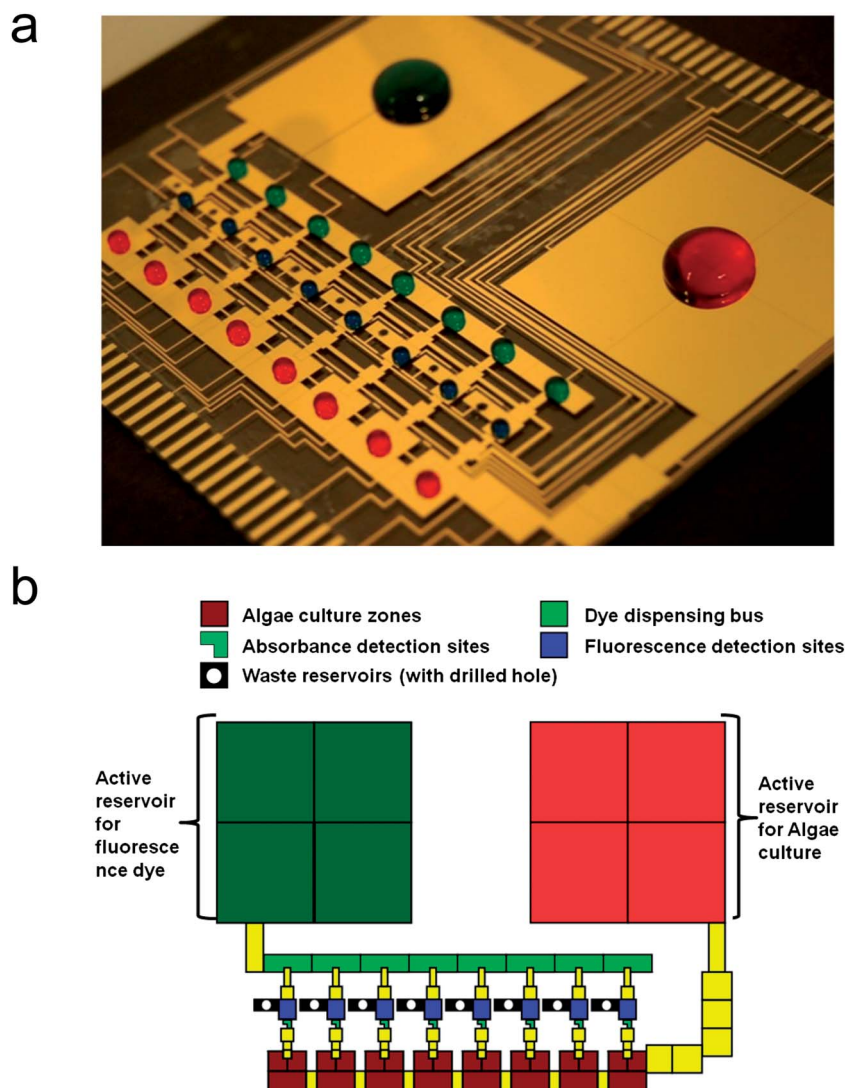 a
b
Algae culture zones
Dye dispensing bus
Absorbance detection sites
Fluorescence detection sites
Waste reservoirs (with drilled hole)
Active
reservoir
for
fluoresce
nce dye
Active
reservoir
for Algae
culture